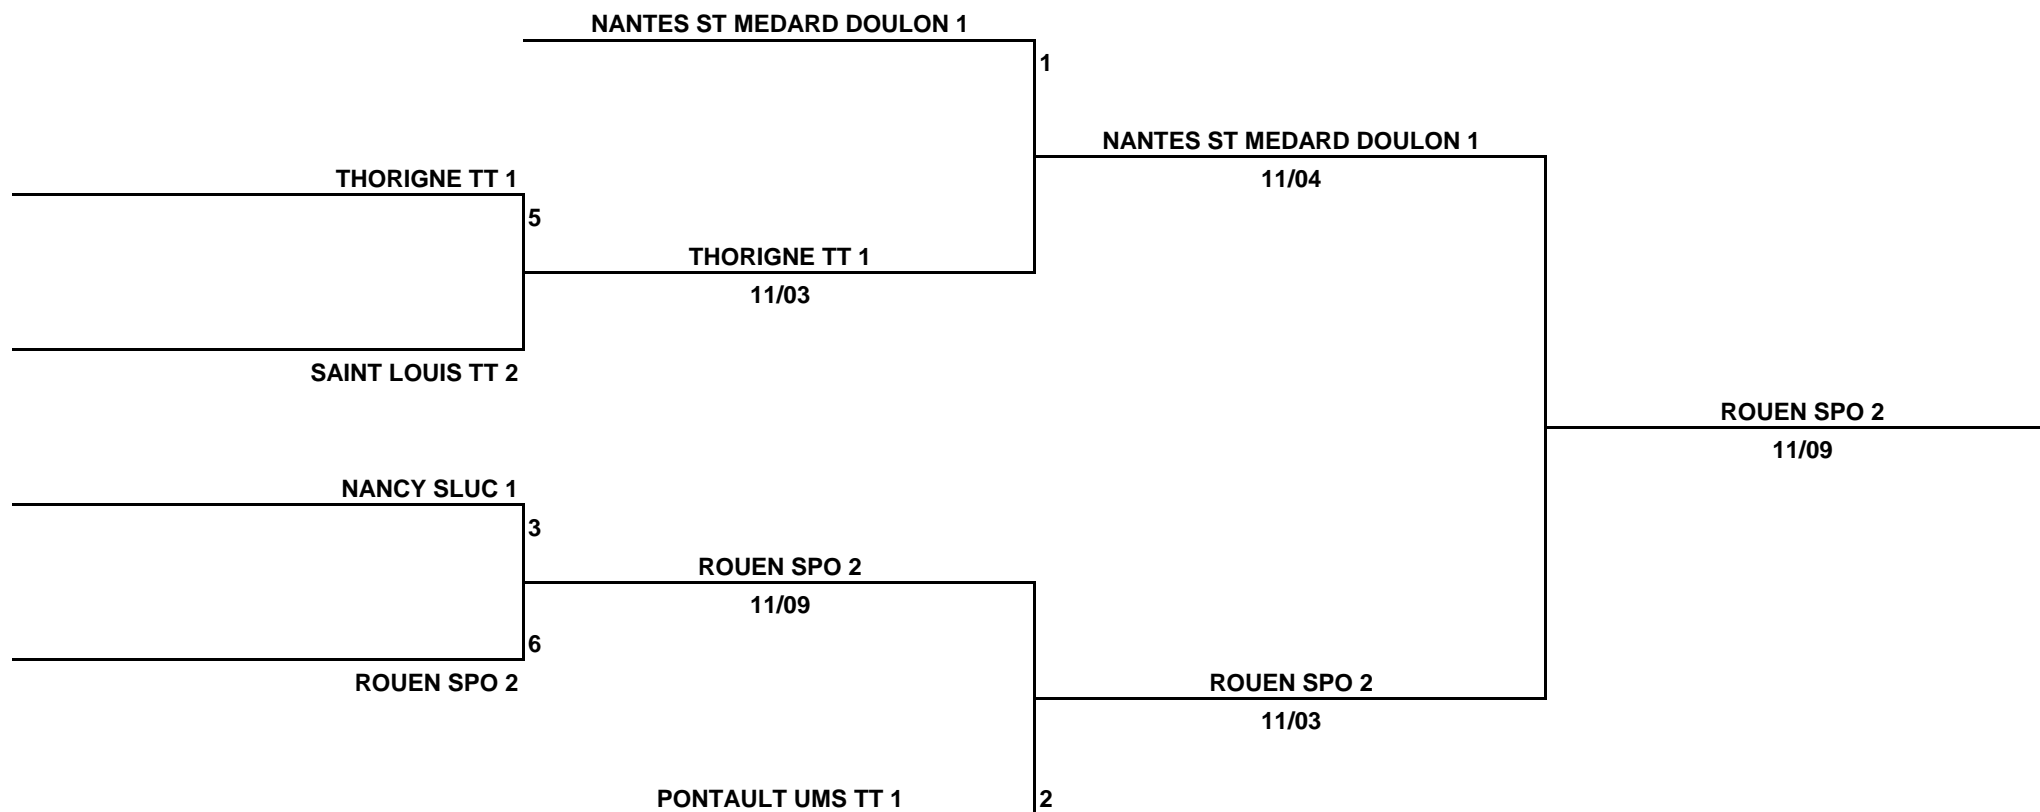 NANTES ST MEDARD DOULON 1
1
NANTES ST MEDARD DOULON 1
11/04
THORIGNE TT 1
5
THORIGNE TT 1
11/03
SAINT LOUIS TT 2
ROUEN SPO 2
11/09
NANCY SLUC 1
3
ROUEN SPO 2
11/09
6
ROUEN SPO 2
ROUEN SPO 2
11/03
PONTAULT UMS TT 1
2